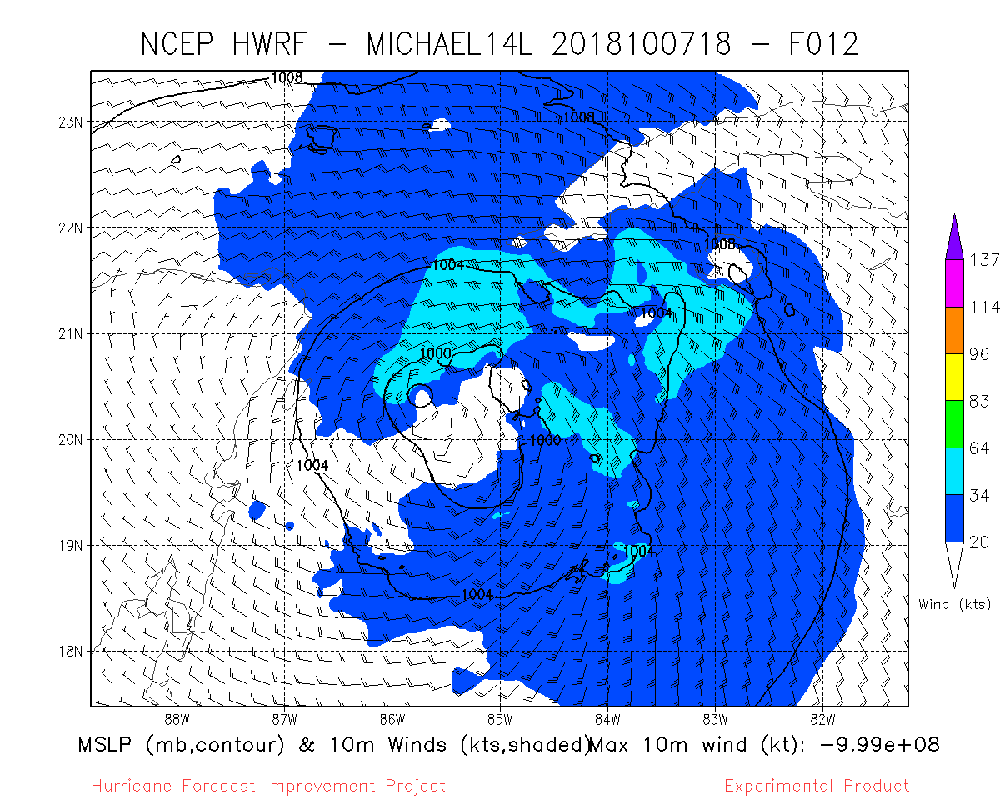 NCEP HWRF – MICHAEL14L 2018100718 – F012
1008
23N
1008
22N
1008
137
1004
114
1004
21N
96
1000
83
20N
1000
64
1004
34
19N
1004
20
1004
Wind (kts)
18N
88W 87W 86W 85W 84W 83W 82W
MSLP (mb,contour) & 10m Winds (kts,shaded)Max 10m wind (kt): −9.99e+08
Hurricane Forecast Improvement Project Experimental Product